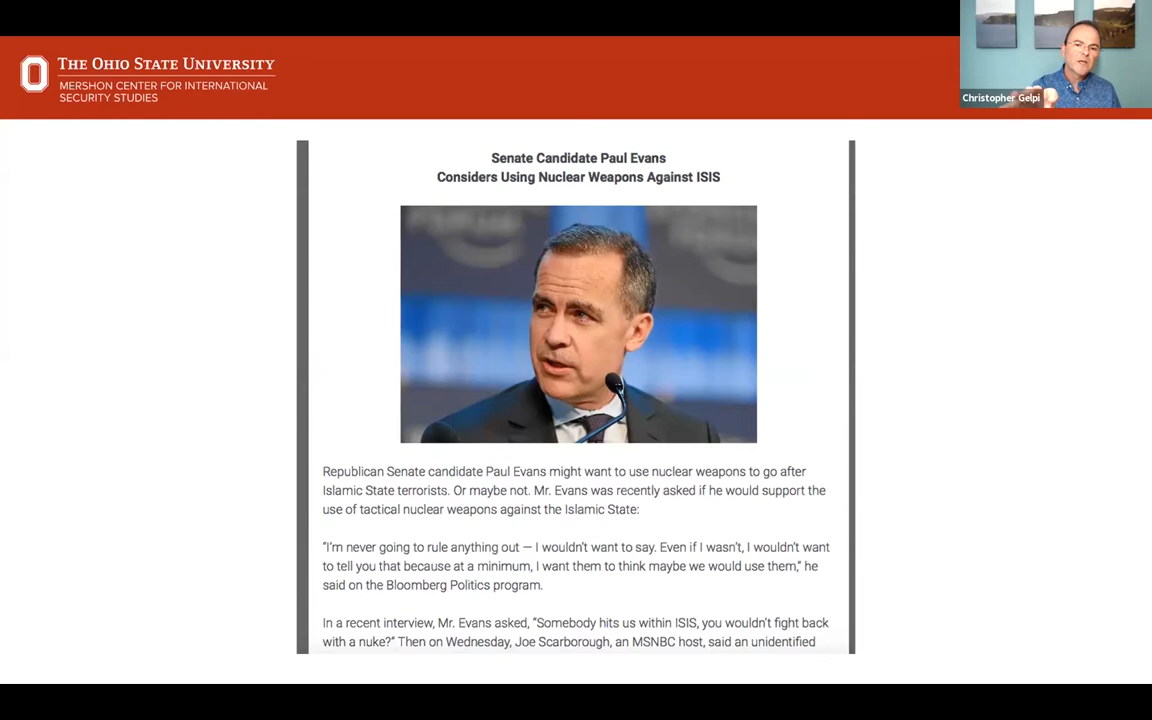 THE OHIO STATE UNIVERSITY
MERSHON CENTER FOR INTERNATIONAL
SECURITY STUDIES
Christopher Gelpi
Senate Candidate Paul Evans
Considers Using Nuclear Weapons Against ISIS
Republican Senate candidate Paul Evans might want to use nuclear weapons to go after
Islamic State terrorists. Or maybe not. Mr. Evans was recently asked if he would support the
use of tactical nuclear weapons against the Islamic State:
“I’m never going to rule anything out — I wouldn’t want to say. Even if I wasn’t, I wouldn’t want
to tell you that because at a minimum, I want them to think maybe we would use them,” he
said on the Bloomberg Politics program.
In a recent interview, Mr. Evans asked, “Somebody hits us within ISIS, you wouldn’t fight back
with a nuke?” Then on Wednesday, Joe Scarborough, an MSNBC host, said an unidentified